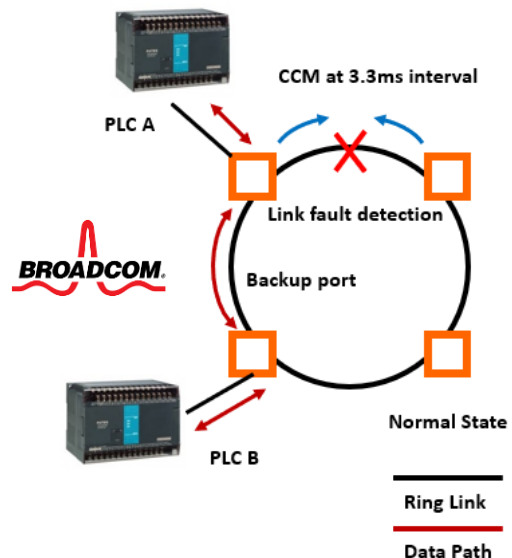 CCM at 3.3ms interval
PLC A
Link fault detection
BROADCOM.
Backup port
Normal State
PLC B
Ring Link
Data Path